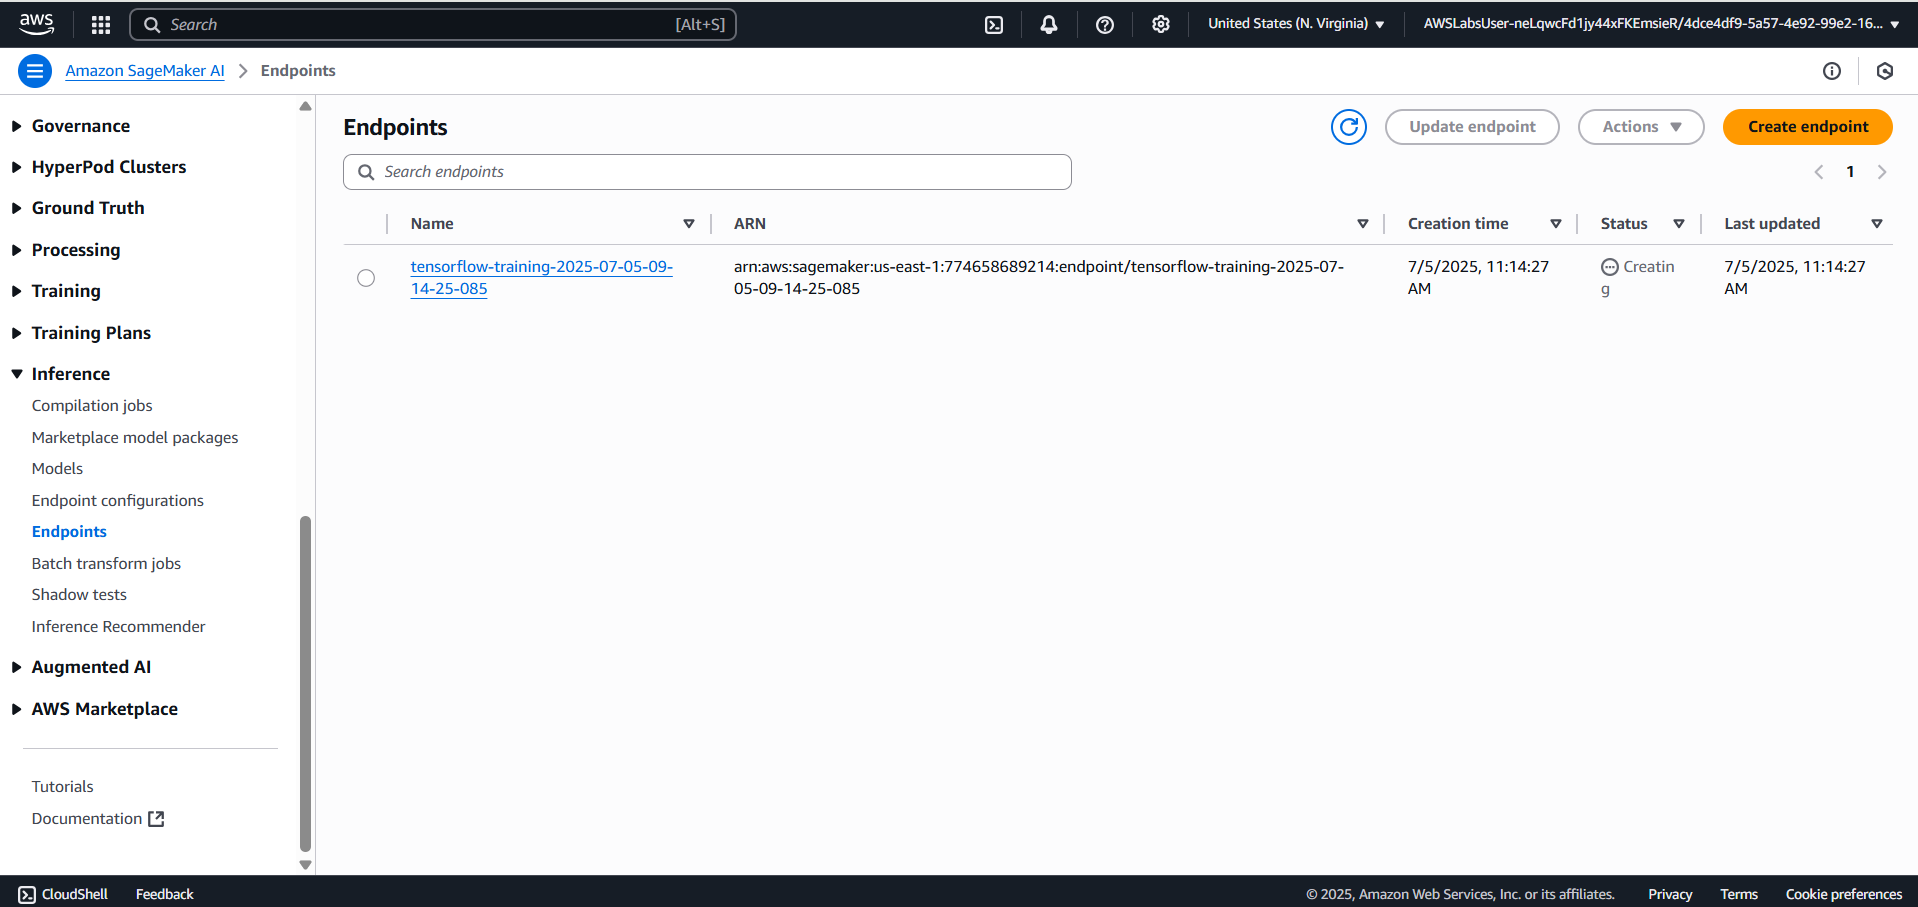 aws
Search
[Alt+S]
United States (N. Virginia)
AWSLabsUser-neLqwcFd1jy44xFKEmsieR/4dce4df9-5a57-4e92-99e2-16...
Amazon SageMaker AI
Endpoints
Governance
HyperPod Clusters
Ground Truth
Processing
Training
Training Plans
Inference
Compilation jobs
Marketplace model packages
Models
Endpoint configurations
Endpoints
Batch transform jobs
Shadow tests
Inference Recommender
Augmented AI
AWS Marketplace
Tutorials
Documentation
Endpoints
Update endpoint
Actions
Create endpoint
Search endpoints
1
Name
ARN
Creation time
Status
Last updated
tensorflow-training-2025-07-05-09-
14-25-085
arn:aws:sagemaker:us-east-1:774658689214:endpoint/tensorflow-training-2025-07-
05-09-14-25-085
7/5/2025, 11:14:27
AM
Creatin
g
7/5/2025, 11:14:27
AM
CloudShell
Feedback
© 2025, Amazon Web Services, Inc. or its affiliates.
Privacy
Terms
Cookie preferences